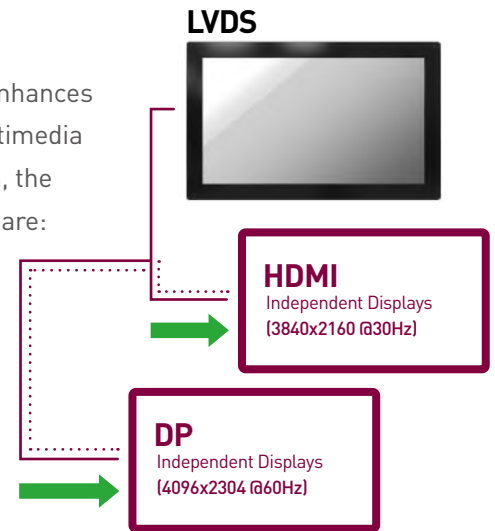 LVDS
nhances
timedia
, the
are:
HDMI
Independent Displays
(3840x2160 @30Hz)
DP
Independent Displays
(4096x2304 @60Hz)